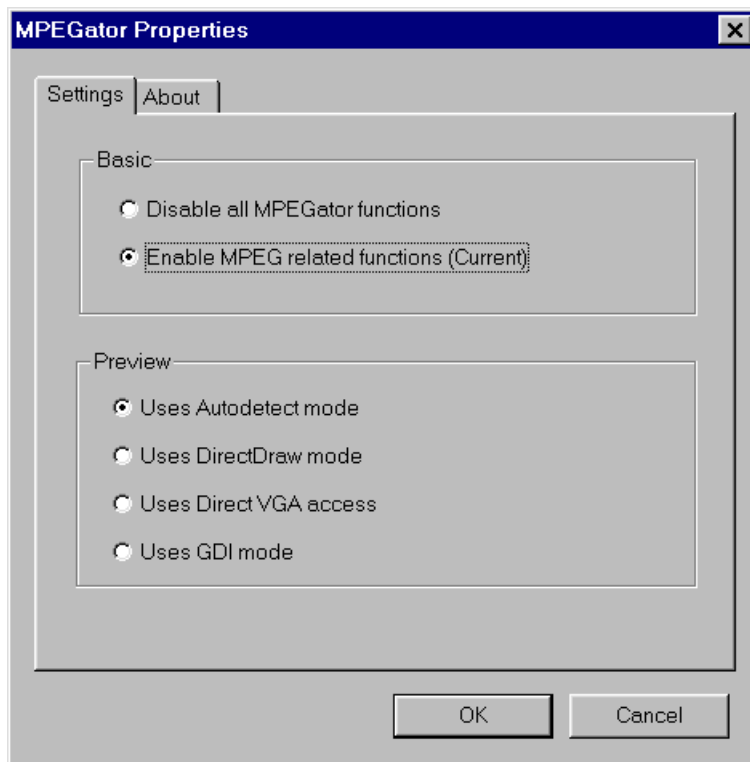 MPEGator Properties
Settings About
Basic
Disable all MPEGator functions
Enable MPEG related functions (Current)
Preview
Uses Autodetect mode
Uses DirectDraw mode
Uses Direct VGA access
Uses GDI mode
OK Cancel